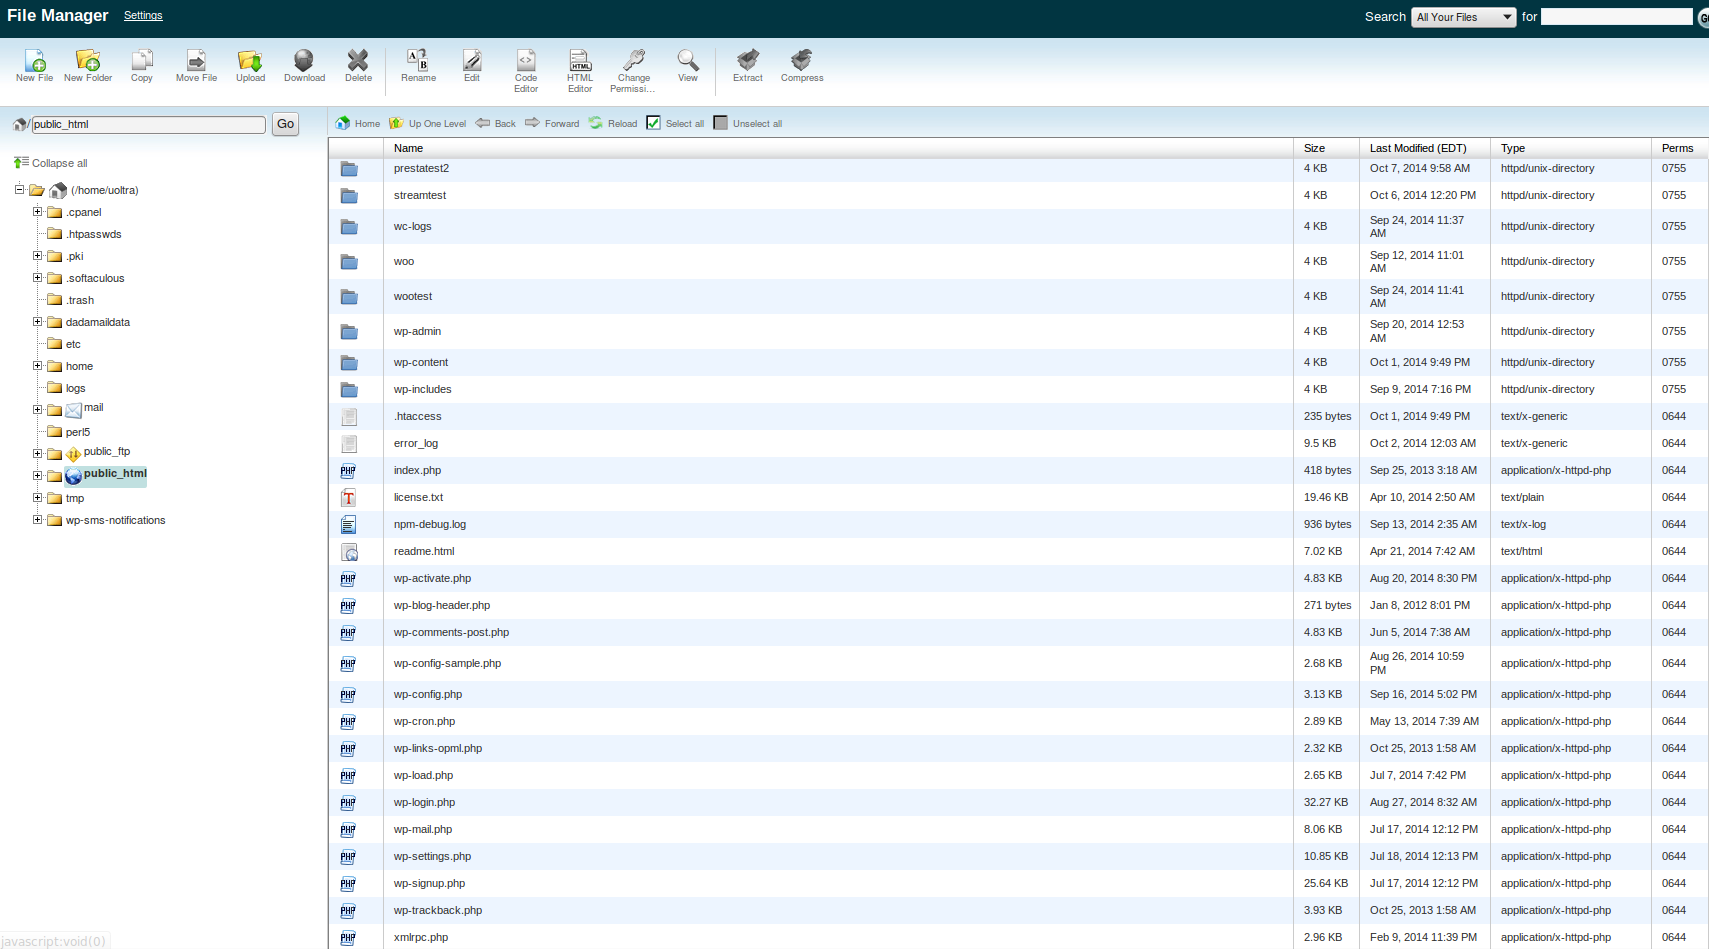 File Manager Settings
Search All Your Files for
New File New Folder Copy Move File Upload Download Delete Rename Edit Code Editor HTML Editor Change Permissi... View Extract Compress
/ public_html Go
Home Up One Level Back Forward Reload Select all Unselect all
Collapse all
(/home/uoltra)
.cpanel
.htpasswds
.pki
.softaculous
.trash
dadamaildata
etc
home
logs
mail
perl5
public_ftp
public_html
tmp
wp-sms-notifications
Name Size Last Modified (EDT) Type Perms
prestatest2 4 KB Oct 7, 2014 9:58 AM httpd/unix-directory 0755
streamtest 4 KB Oct 6, 2014 12:20 PM httpd/unix-directory 0755
wc-logs 4 KB Sep 24, 2014 11:37 AM httpd/unix-directory 0755
woo 4 KB Sep 12, 2014 11:01 AM httpd/unix-directory 0755
wootest 4 KB Sep 24, 2014 11:41 AM httpd/unix-directory 0755
wp-admin 4 KB Sep 20, 2014 12:53 AM httpd/unix-directory 0755
wp-content 4 KB Oct 1, 2014 9:49 PM httpd/unix-directory 0755
wp-includes 4 KB Sep 9, 2014 7:16 PM httpd/unix-directory 0755
.htaccess 235 bytes Oct 1, 2014 9:49 PM text/x-generic 0644
error_log 9.5 KB Oct 2, 2014 12:03 AM text/x-generic 0644
index.php 418 bytes Sep 25, 2013 3:18 AM application/x-httpd-php 0644
license.txt 19.46 KB Apr 10, 2014 2:50 AM text/plain 0644
npm-debug.log 936 bytes Sep 13, 2014 2:35 AM text/x-log 0644
readme.html 7.02 KB Apr 21, 2014 7:42 AM text/html 0644
wp-activate.php 4.83 KB Aug 20, 2014 8:30 PM application/x-httpd-php 0644
wp-blog-header.php 271 bytes Jan 8, 2012 8:01 PM application/x-httpd-php 0644
wp-comments-post.php 4.83 KB Jun 5, 2014 7:38 AM application/x-httpd-php 0644
wp-config-sample.php 2.68 KB Aug 26, 2014 10:59 PM application/x-httpd-php 0644
wp-config.php 3.13 KB Sep 16, 2014 5:02 PM application/x-httpd-php 0644
wp-cron.php 2.89 KB May 13, 2014 7:39 AM application/x-httpd-php 0644
wp-links-opml.php 2.32 KB Oct 25, 2013 1:58 AM application/x-httpd-php 0644
wp-load.php 2.65 KB Jul 7, 2014 7:42 PM application/x-httpd-php 0644
wp-login.php 32.27 KB Aug 27, 2014 8:32 AM application/x-httpd-php 0644
wp-mail.php 8.06 KB Jul 17, 2014 12:12 PM application/x-httpd-php 0644
wp-settings.php 10.85 KB Jul 18, 2014 12:13 PM application/x-httpd-php 0644
wp-signup.php 25.64 KB Jul 17, 2014 12:12 PM application/x-httpd-php 0644
wp-trackback.php 3.93 KB Oct 25, 2013 1:58 AM application/x-httpd-php 0644
xmlrpc.php 2.96 KB Feb 9, 2014 11:39 PM application/x-httpd-php 0644
javascript:void(0)